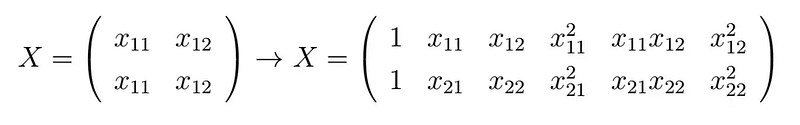 X = ( x₁₁ x₁₂ ) → X = ( 1 x₁₁ x₁₂ x₁₁² x₁₁x₁₂ x₁₂² )
( x₁₁ x₁₂ ) ( 1 x₂₁ x₂₂ x₂₁² x₂₁x₂₂ x₂₂² )